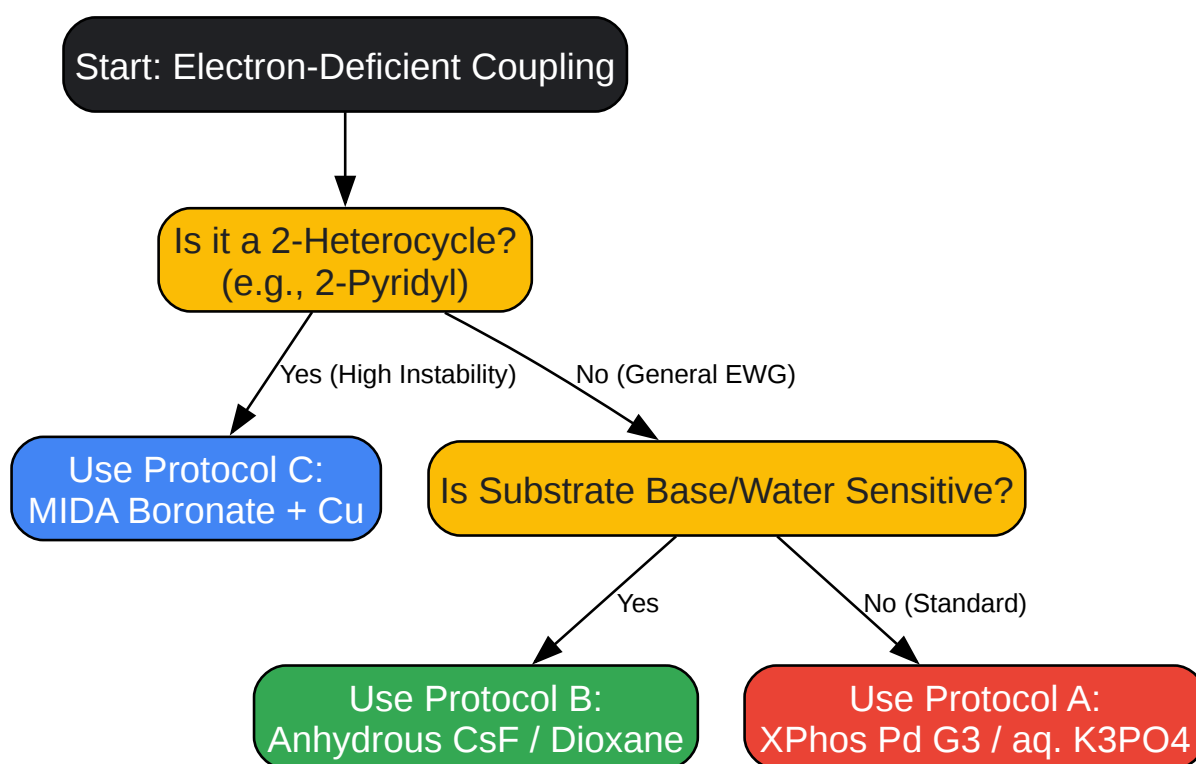 Start: Electron-Deficient Coupling
Is it a 2-Heterocycle?
(e.g., 2-Pyridyl)
Yes (High Instability)
No (General EWG)
Use Protocol C:
MIDA Boronate + Cu
Is Substrate Base/Water Sensitive?
Yes
No (Standard)
Use Protocol B:
Anhydrous CsF / Dioxane
Use Protocol A:
XPhos Pd G3 / aq. K3PO4